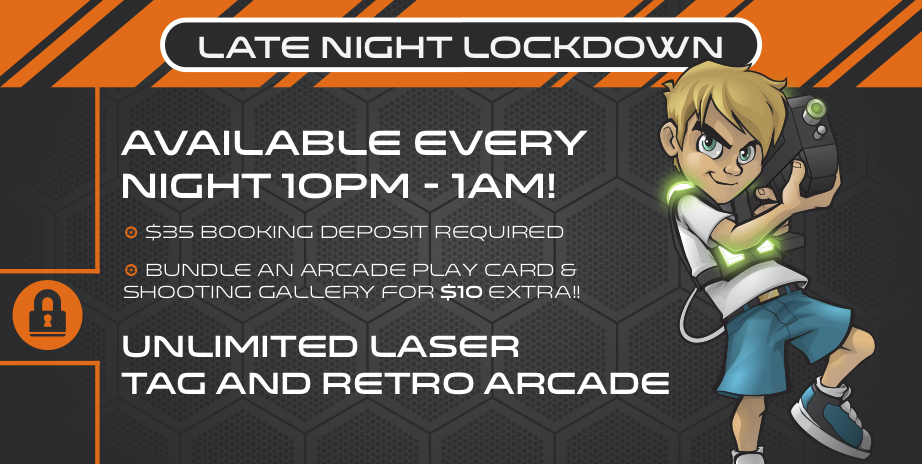 LATE NIGHT LOCKDOWN
AVAILABLE EVERY
NIGHT 10PM - 1AM!
$35 BOOKING DEPOSIT REQUIRED
BUNDLE AN ARCADE PLAY CARD &
SHOOTING GALLERY FOR $10 EXTRA!!
UNLIMITED LASER
TAG AND RETRO ARCADE